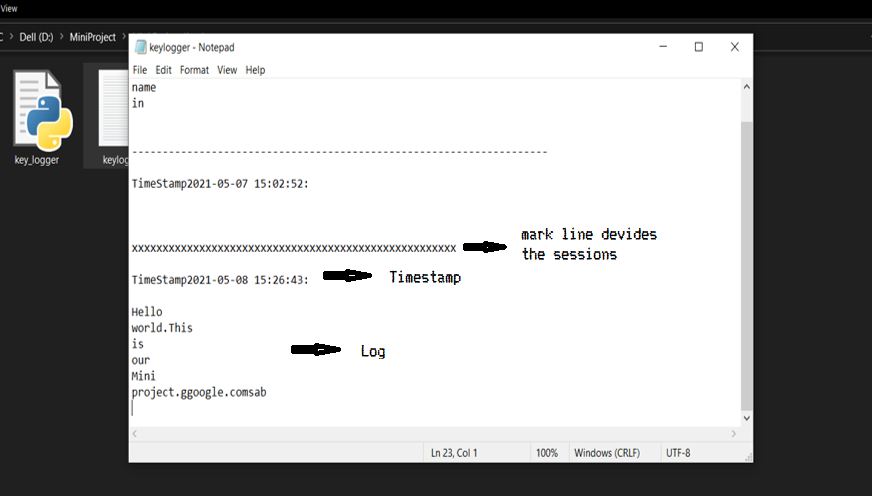 View
C > Dell (D:) > MiniProject >
keylogger - Notepad
File Edit Format View Help
name
in
----------------------------------------------------------------------
TimeStamp2021-05-07 15:02:52:
xxxxxxxxxxxxxxxxxxxxxxxxxxxxxxxxxxxxxxxxxxxxxxxxxxxxxx
mark line devides
the sessions
TimeStamp2021-05-08 15:26:43:
Timestamp
Hello
world.This
is
our
Log
Mini
project.ggoogle.comsab
key_logger
keylog
Ln 23, Col 1
100%
Windows (CRLF)
UTF-8